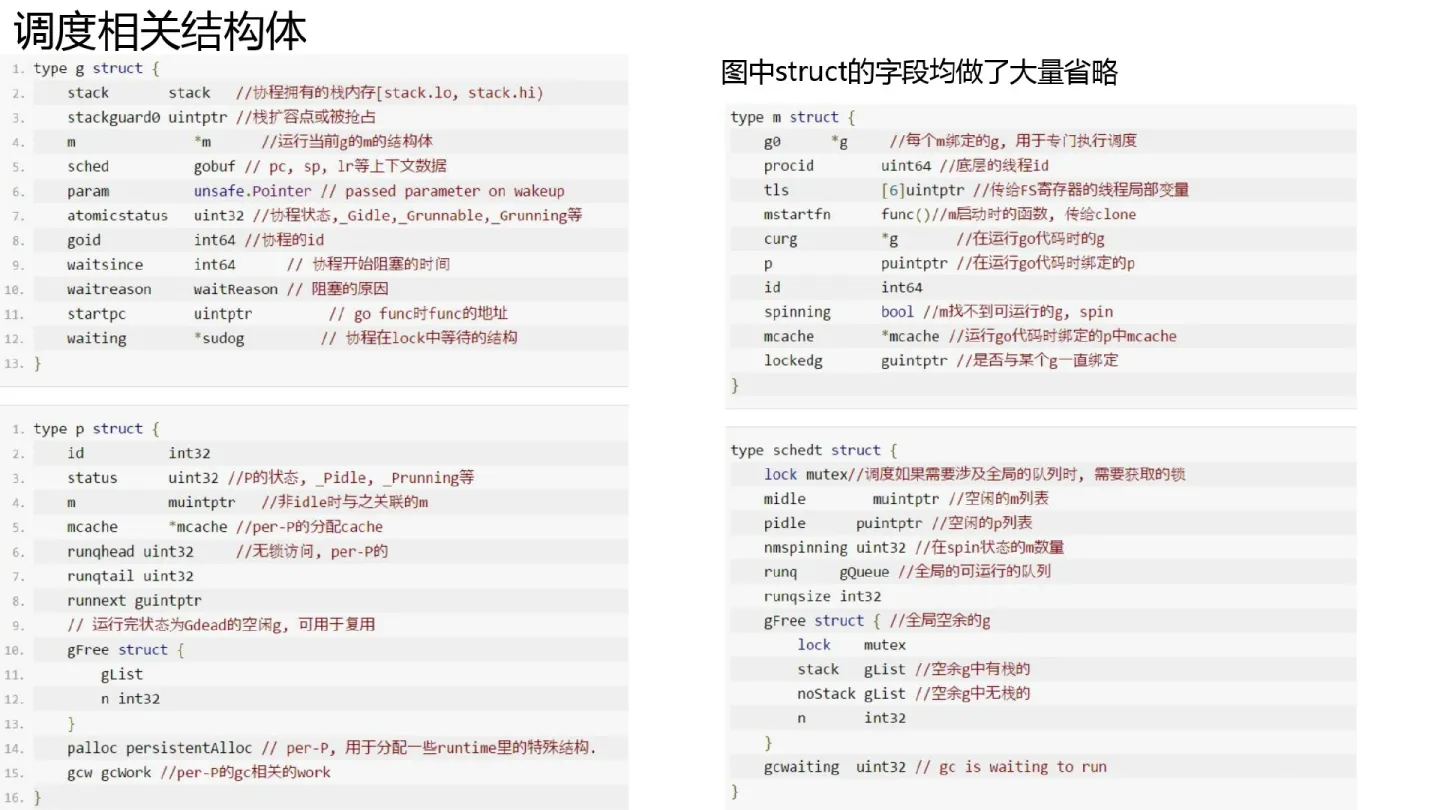 调度相关结构体
1. type g struct {
2. stack stack //协程拥有的栈内存[stack.lo, stack.hi)
3. stackguard0 uintptr //栈扩容点或被抢占
4. m *m //运行当前g的m的结构体
5. sched gobuf // pc, sp, lr等上下文数据
6. param unsafe.Pointer // passed parameter on wakeup
7. atomicstatus uint32 //协程状态,_Gidle,_Grunnable,_Grunning等
8. goid int64 //协程的id
9. waitsince int64 // 协程开始阻塞的时间
10. waitreason waitReason // 阻塞的原因
11. startpc uintptr // go func时func的地址
12. waiting *sudog // 协程在lock中等待的结构
13. }
1. type p struct {
2. id int32
3. status uint32 //P的状态, _Pidle, _Prunning等
4. m muintptr //非idle时与之关联的m
5. mcache *mcache //per-P的分配cache
6. runqhead uint32 //无锁访问, per-P的
7. runqtail uint32
8. runnext guintptr
9. // 运行完状态为Gdead的空闲g, 可用于复用
10. gFree struct {
11. gList
12. n int32
13. }
14. palloc persistentAlloc // per-P, 用于分配一些runtime里的特殊结构.
15. gcw gcWork //per-P的gc相关的work
16. }
图中struct的字段均做了大量省略
type m struct {
g0 *g //每个m绑定的g, 用于专门执行调度
procid uint64 //底层的线程id
tls [6]uintptr //传给FS寄存器的线程局部变量
mstartfn func()//m启动时的函数, 传给clone
curg *g //在运行go代码时的g
p puintptr //在运行go代码时绑定的p
id int64
spinning bool //m找不到可运行的g, spin
mcache *mcache //运行go代码时绑定的p中mcache
lockedg guintptr //是否与某个g一直绑定
}
type schedt struct {
lock mutex//调度如果需要涉及全局的队列时, 需要获取的锁
midle muintptr //空闲的m列表
pidle puintptr //空闲的p列表
nmspinning uint32 //在spin状态的m数量
runq gQueue //全局的可运行的队列
runqsize int32
gFree struct { //全局空余的g
lock mutex
stack gList //空余g中有栈的
noStack gList //空余g中无栈的
n int32
}
gcwaiting uint32 // gc is waiting to run
}